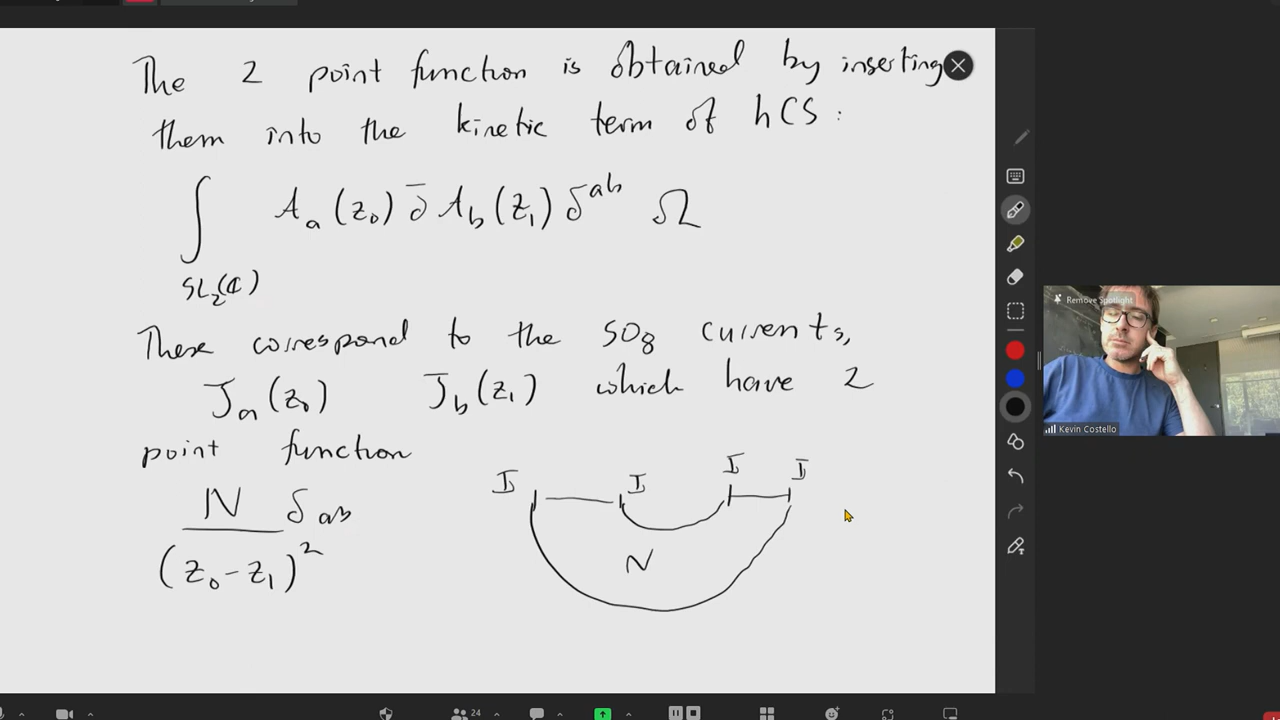 The 2 point function is obtained by inserting
them into the kinetic term of hCS :
∫ A_a (z_0) ∂̄ A_b (z_1) δ^{ab} Ω
SL_2(ℂ)
These correspond to the SO8 currents,
J_a (z_0) J_b (z_1) which have 2
point function
N / (z_0 - z_1)^2 δ_{ab}
I I I I
N
Remove Spotlight
Kevin Costello
24